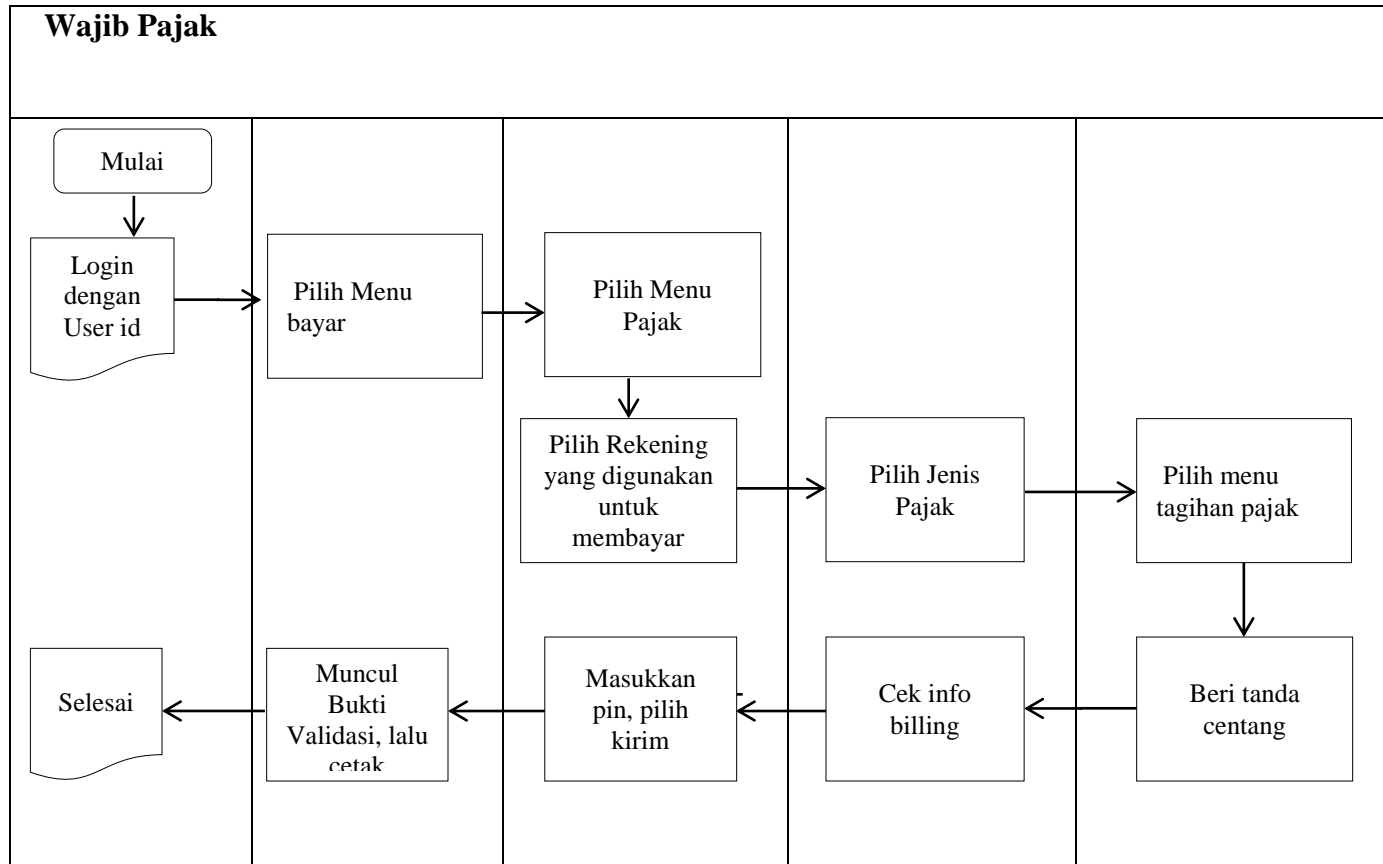 Wajib Pajak
Mulai
Login
dengan
User id
Pilih Menu
bayar
Pilih Menu
Pajak
Pilih Rekening
yang digunakan
untuk
membayar
Pilih Jenis
Pajak
Pilih menu
tagihan pajak
Beri tanda
centang
Cek info
billing
Masukkan
pin, pilih
kirim
Muncul
Bukti
Validasi, lalu
cetak
Selesai